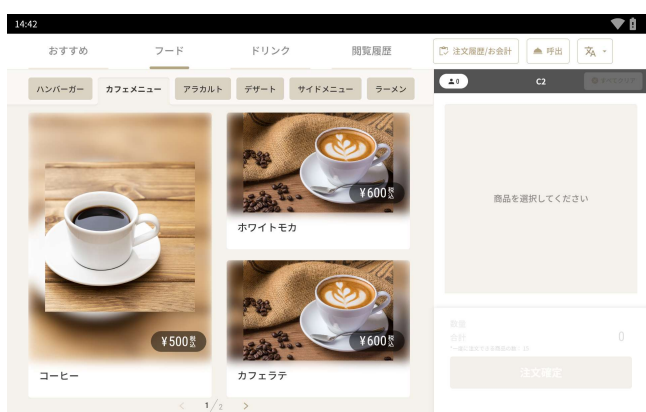 14:42
おすすめ
フード
ドリンク
閲覧履歴
注文履歴/お会計
呼出
ハンバーガー
カフェメニュー
アラカルト
デザート
サイドメニュー
ラーメン
0
C2
商品を選択してください
¥600税込
ホワイトモカ
¥500税込
コーヒー
¥600税込
カフェラテ
1/2
合計
0
注文確定